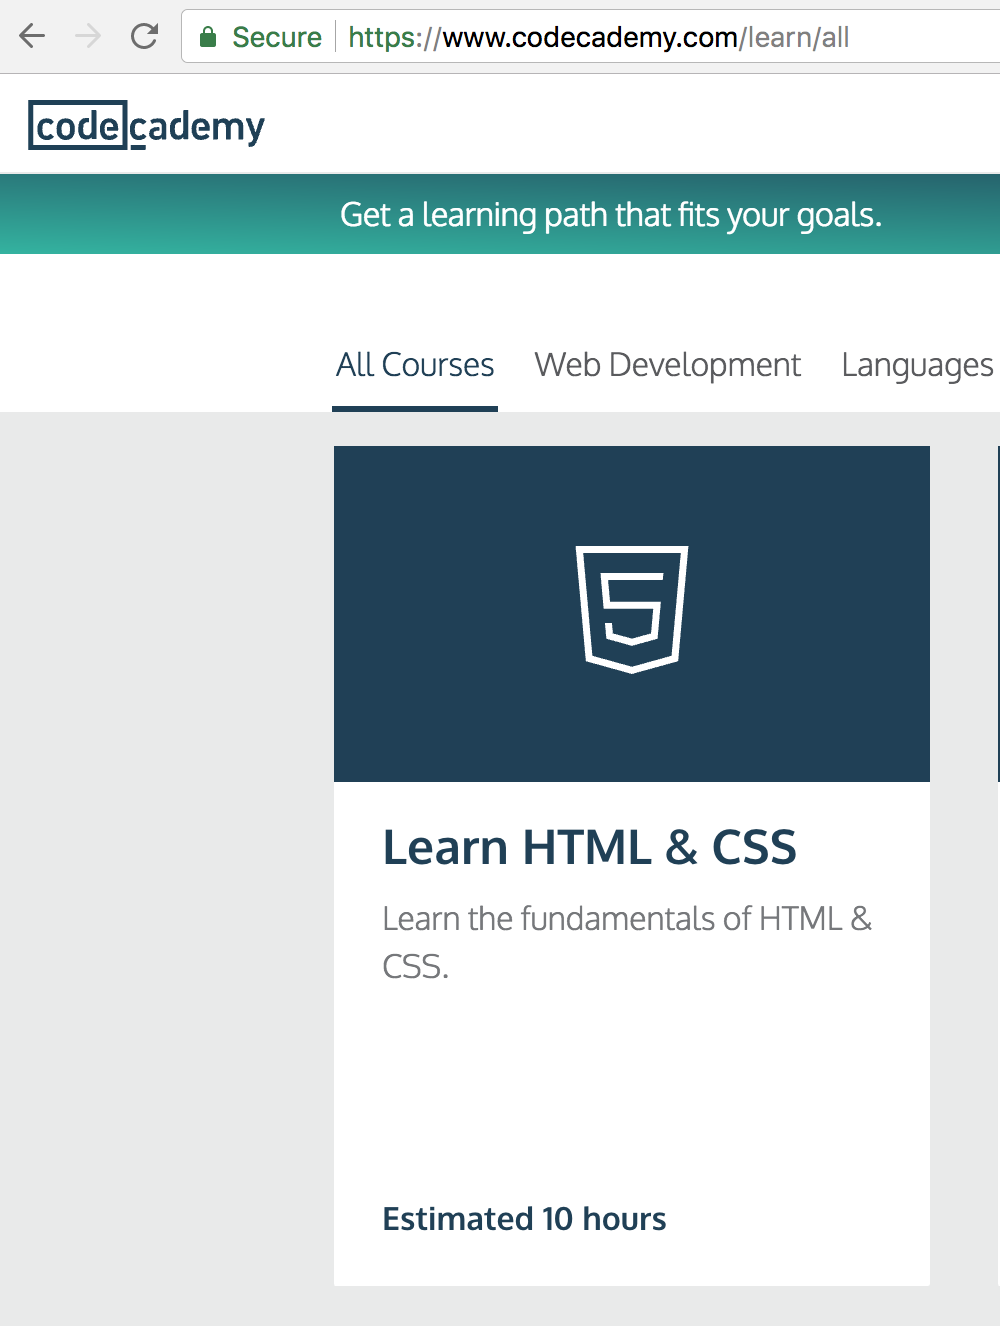 Secure https://www.codecademy.com/learn/all
codecademy
Get a learning path that fits your goals.
All Courses Web Development Languages
Learn HTML & CSS
Learn the fundamentals of HTML &
CSS.
Estimated 10 hours